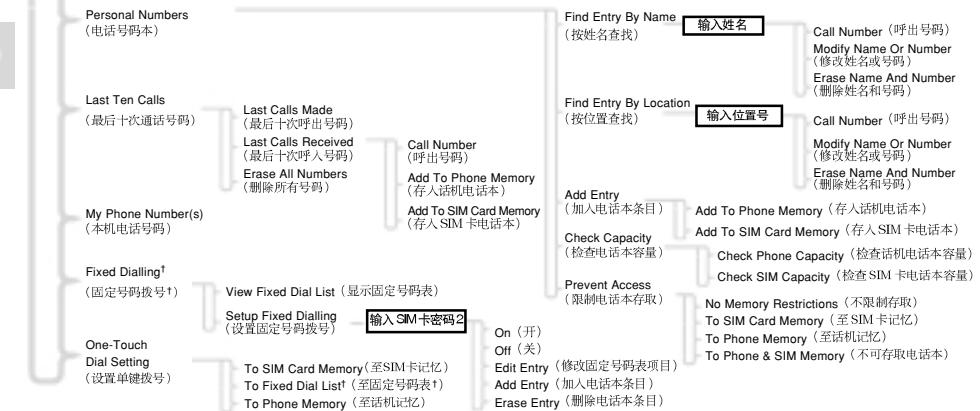 Personal Numbers
（电话号码本）
Find Entry By Name
（按姓名查找）
输入姓名
Call Number（呼出号码）
Modify Name Or Number
（修改姓名或号码）
Erase Name And Number
（删除姓名和号码）
Find Entry By Location
（按位置查找）
输入位置号
Call Number（呼出号码）
Modify Name Or Number
（修改姓名或号码）
Erase Name And Number
（删除姓名和号码）
Add Entry
（加入电话本条目）
Add To Phone Memory（存入话机电话本）
Add To SIM Card Memory（存入 SIM 卡电话本）
Check Capacity
（检查电话本容量）
Check Phone Capacity（检查话机电话本容量）
Check SIM Capacity（检查 SIM 卡电话本容量）
Prevent Access
（限制电话本存取）
No Memory Restrictions（不限制存取）
To SIM Card Memory（至 SIM 卡记忆）
To Phone Memory（至话机记忆）
To Phone & SIM Memory（不可存取电话本）
Last Ten Calls
（最后十次通话号码）
Last Calls Made
（最后十次呼出号码）
Last Calls Received
（最后十次呼入号码）
Erase All Numbers
（删除所有号码）
Call Number
（呼出号码）
Add To Phone Memory
（存入话机电话本）
Add To SIM Card Memory
（存入 SIM 卡电话本）
My Phone Number(s)
（本机电话号码）
Fixed Dialling†
（固定号码拨号†）
View Fixed Dial List（显示固定号码表）
Setup Fixed Dialling
（设置固定号码拨号）
输入 SIM 卡密码2
On（开）
Off（关）
Edit Entry（修改固定号码表项目）
Add Entry（加入电话本条目）
Erase Entry（删除电话本条目）
One-Touch
Dial Setting
（设置单键拨号）
To SIM Card Memory（至SIM卡记忆）
To Fixed Dial List†（至固定号码表†）
To Phone Memory（至话机记忆）